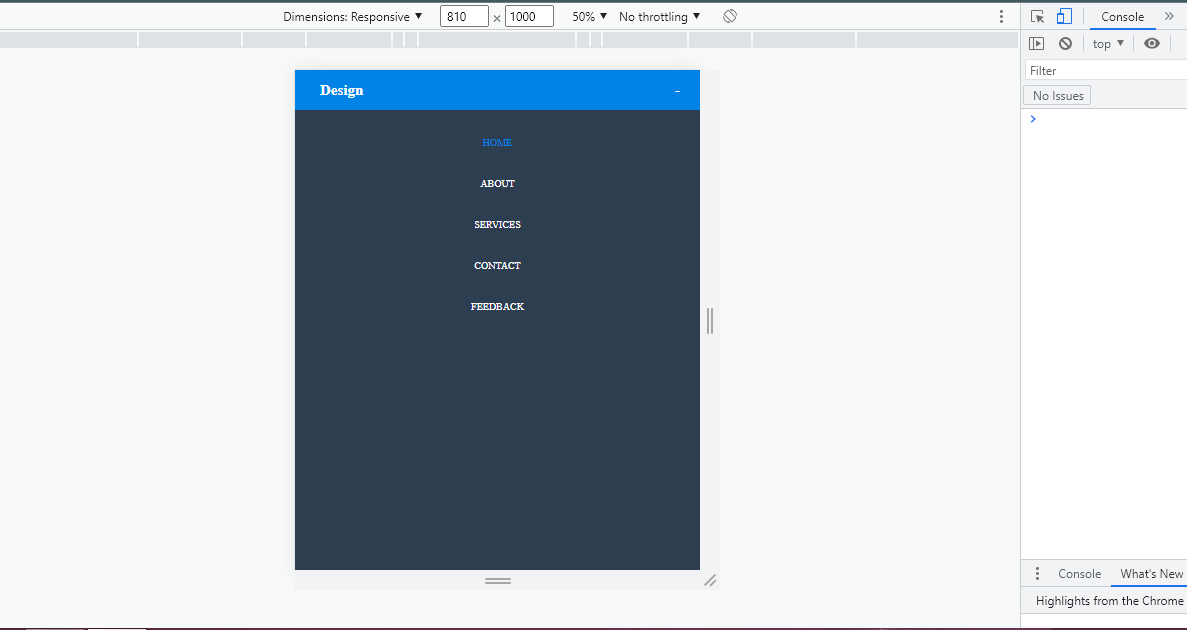 Dimensions: Responsive ▼ 810 × 1000 50% ▼ No throttling ▼
Console »
top ▼
Filter
No Issues
Design -
HOME
ABOUT
SERVICES
CONTACT
FEEDBACK
Console What's New
Highlights from the Chrome